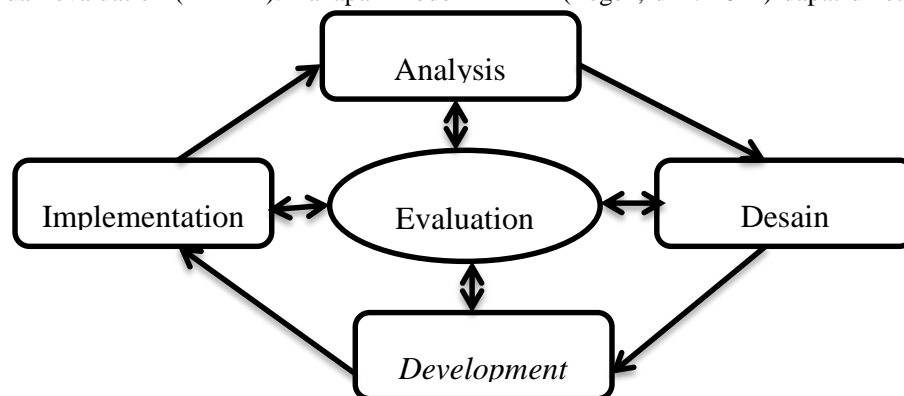 Analysis
Implementation
Evaluation
Desain
Development